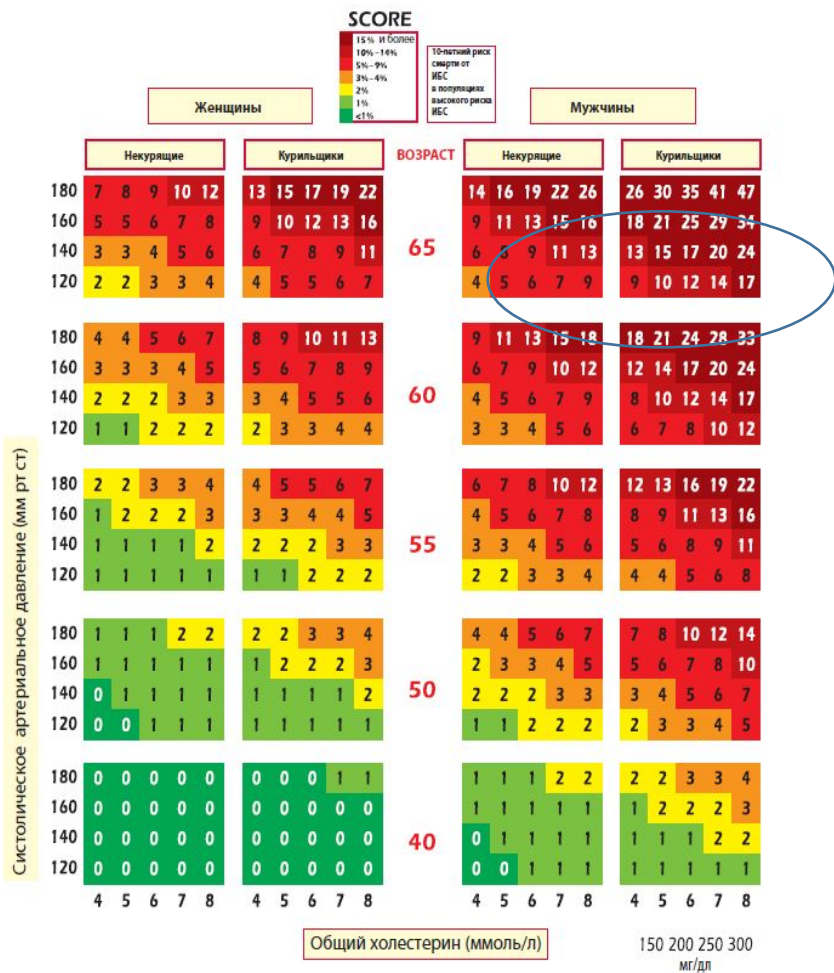 SCORE
15% и более
10%–14%
5%–9%
3%–4%
2%
1%
<1%
10-летний риск
смерти от
ИБС
в популяциях
высокого риска
ИБС
Женщины
Мужчины
Некурящие
Курильщики
ВОЗРАСТ
Некурящие
Курильщики
180 7 8 9 10 12 13 15 17 19 22 14 16 19 22 26 26 30 35 41 47
160 5 5 6 7 8 9 10 12 13 16 9 11 13 15 16 18 21 25 29 34
65
140 3 3 4 5 6 6 7 8 9 11 6 8 9 11 13 13 15 17 20 24
120 2 2 3 3 4 4 5 5 6 7 4 5 6 7 9 9 10 12 14 17
180 4 4 5 6 7 8 9 10 11 13 9 11 13 15 18 18 21 24 28 33
160 3 3 3 4 5 5 6 7 8 9 6 7 9 10 12 12 14 17 20 24
60
140 2 2 2 3 3 3 4 5 5 6 4 5 6 7 9 8 10 12 14 17
120 1 1 2 2 2 2 3 3 4 4 3 3 4 5 6 6 7 8 10 12
180 2 2 3 3 4 4 5 5 6 7 6 7 8 10 12 12 13 16 19 22
160 1 2 2 2 3 3 3 4 4 5 4 5 6 7 8 8 9 11 13 16
55
140 1 1 1 1 2 2 2 2 3 3 3 3 4 5 6 5 6 8 9 11
120 1 1 1 1 1 1 1 2 2 2 2 2 3 3 4 4 4 5 6 8
180 1 1 1 2 2 2 2 3 3 4 4 4 5 6 7 7 8 10 12 14
160 1 1 1 1 1 1 2 2 2 3 2 3 3 4 5 5 6 7 8 10
50
140 0 1 1 1 1 1 1 1 1 2 2 2 2 3 3 3 4 5 6 7
120 0 0 1 1 1 1 1 1 1 1 1 1 2 2 2 2 3 3 4 5
180 0 0 0 0 0 0 0 0 1 1 1 1 1 2 2 2 2 3 3 4
160 0 0 0 0 0 0 0 0 0 0 1 1 1 1 1 1 2 2 2 3
40
140 0 0 0 0 0 0 0 0 0 0 0 1 1 1 1 1 1 1 2 2
120 0 0 0 0 0 0 0 0 0 0 0 0 1 1 1 1 1 1 1 1
4 5 6 7 8 4 5 6 7 8 4 5 6 7 8 4 5 6 7 8
Систолическое артериальное давление (мм рт ст)
Общий холестерин (ммоль/л)
150 200 250 300
мг/дл